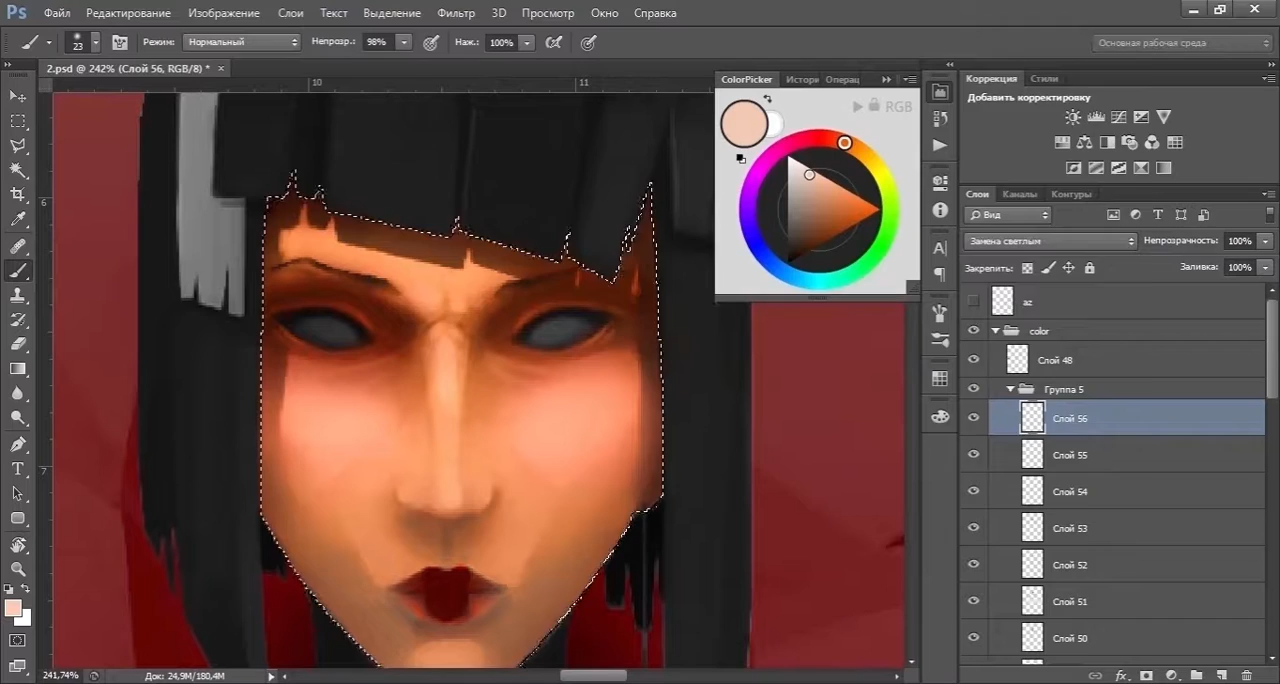 Ps Файл Редактирование Изображение Слои Текст Выделение Фильтр 3D Просмотр Окно Справка
23 Режим: Нормальный Непрозр.: 98% Наж.: 100% Основная рабочая среда
2.psd @ 242% (Слой 56, RGB/8) * ×
10 11
6
7
ColorPicker Истори Операц
RGB
Коррекция Стили
Добавить корректировку
Слои Каналы Контуры
Вид
Замена светлым Непрозрачность: 100%
Закрепить: Заливка: 100%
az
color
Слой 48
Группа 5
Слой 56
Слой 55
Слой 54
Слой 53
Слой 52
Слой 51
Слой 50
241,74% Док: 24,9M/180,4M